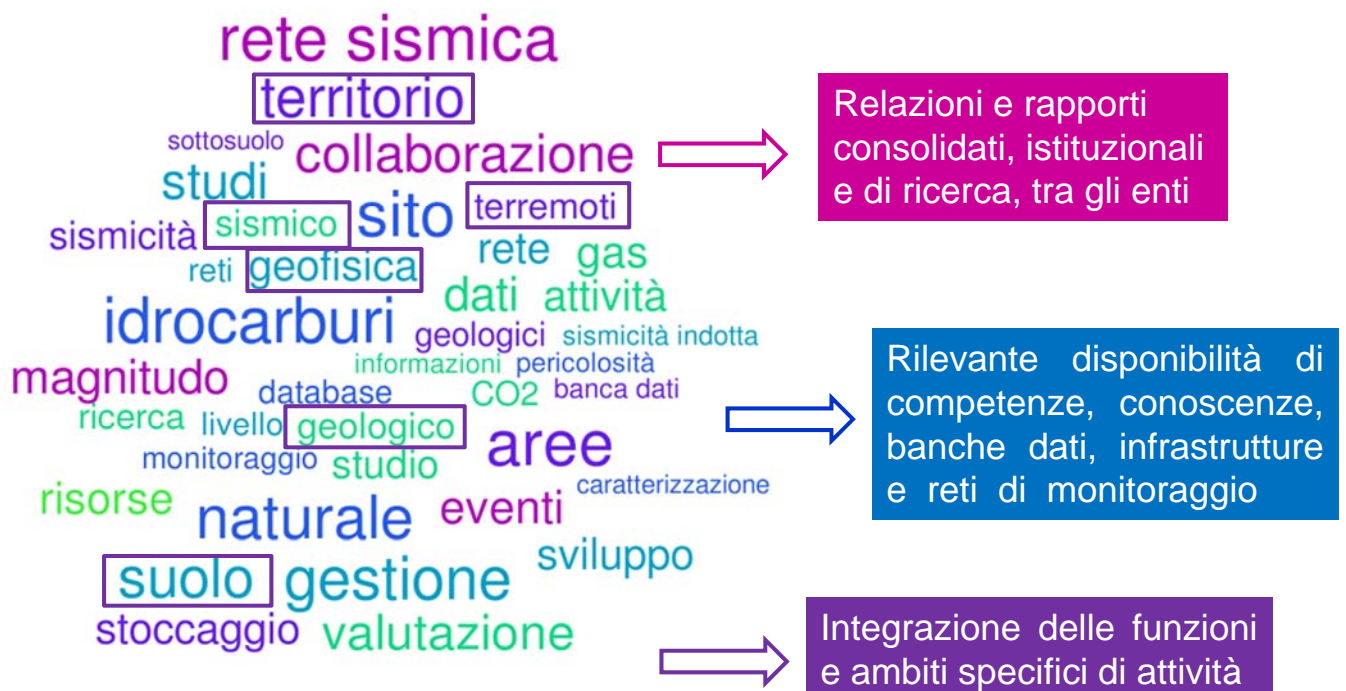 rete sismica
territorio
sottosuolo collaborazione
studi
sismicità sismico sito terremoti
reti geofisica rete gas
dati attività
idrocarburi geologici sismicità indotta
informazioni pericolosità
magnitudo database CO2 banca dati
ricerca livello geologico aree
monitoraggio studio
caratterizzazione
risorse naturale eventi
sviluppo
suolo gestione
stoccaggio valutazione
Relazioni e rapporti
consolidati, istituzionali
e di ricerca, tra gli enti
Rilevante disponibilità di
competenze, conoscenze,
banche dati, infrastrutture
e reti di monitoraggio
Integrazione delle funzioni
e ambiti specifici di attività